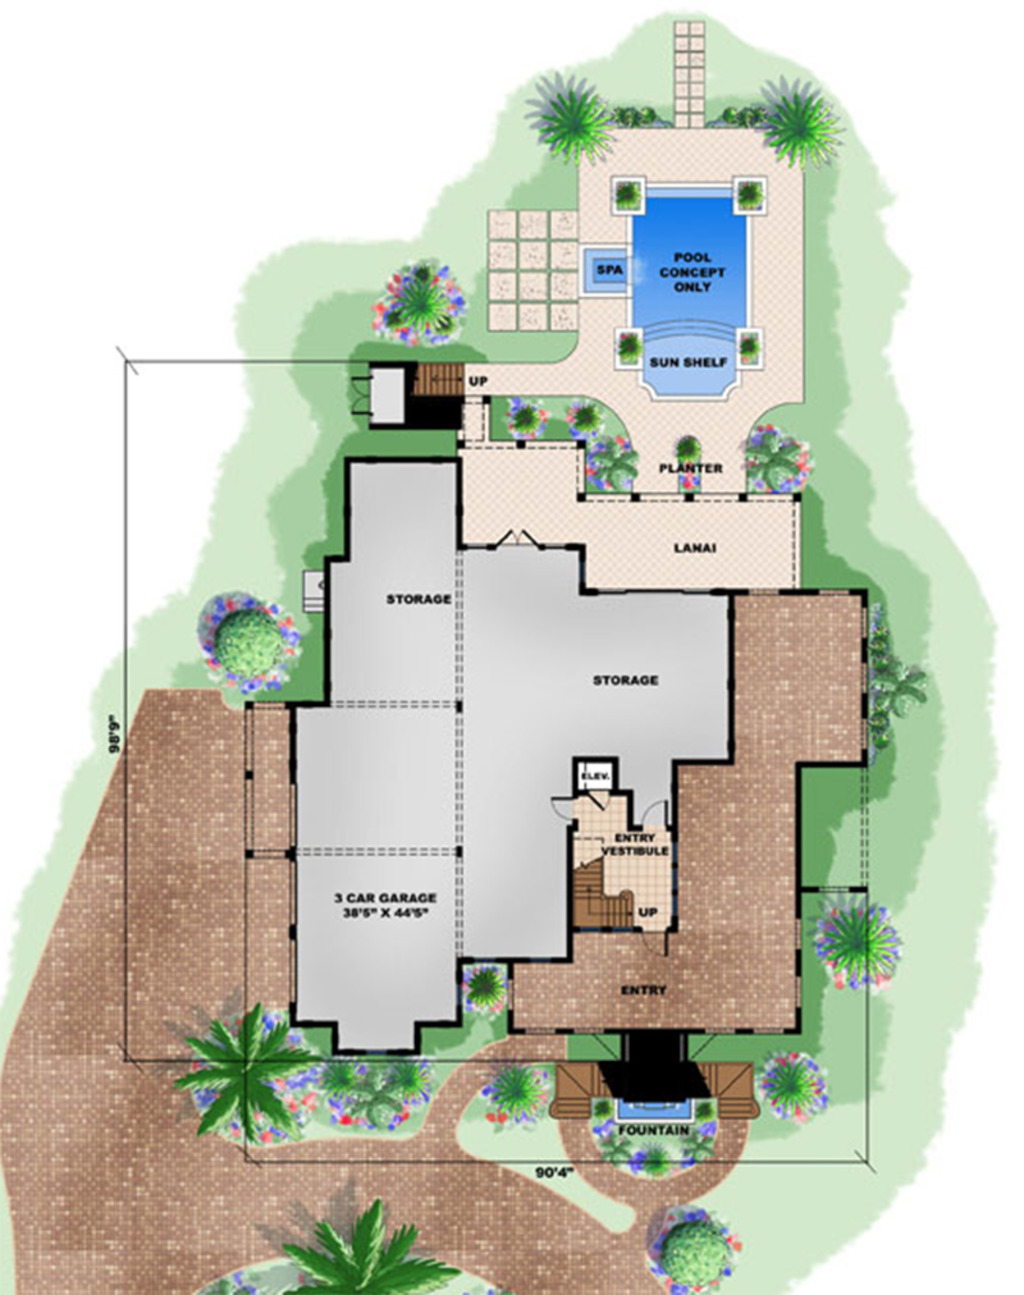 POOL
CONCEPT
ONLY
SPA
SUN SHELF
UP
PLANTER
LANAI
STORAGE
STORAGE
98'9"
ELEV.
ENTRY
VESTIBULE
3 CAR GARAGE
38'5" X 44'5"
UP
ENTRY
FOUNTAIN
90'4"